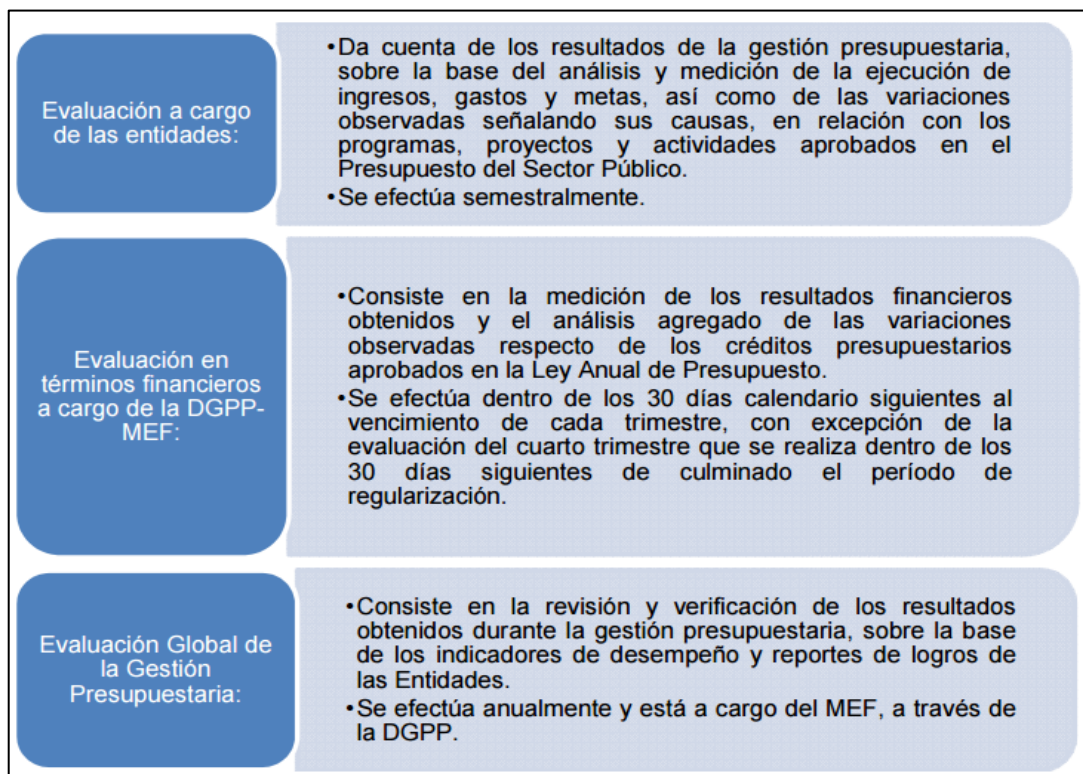 Evaluación a cargo
de las entidades:
•Da cuenta de los resultados de la gestión presupuestaria,
sobre la base del análisis y medición de la ejecución de
ingresos, gastos y metas, así como de las variaciones
observadas señalando sus causas, en relación con los
programas, proyectos y actividades aprobados en el
Presupuesto del Sector Público.
•Se efectúa semestralmente.
Evaluación en
términos financieros
a cargo de la DGPP-
MEF:
•Consiste en la medición de los resultados financieros
obtenidos y el análisis agregado de las variaciones
observadas respecto de los créditos presupuestarios
aprobados en la Ley Anual de Presupuesto.
•Se efectúa dentro de los 30 días calendario siguientes al
vencimiento de cada trimestre, con excepción de la
evaluación del cuarto trimestre que se realiza dentro de los
30 días siguientes de culminado el período de
regularización.
Evaluación Global de
la Gestión
Presupuestaria:
•Consiste en la revisión y verificación de los resultados
obtenidos durante la gestión presupuestaria, sobre la base
de los indicadores de desempeño y reportes de logros de
las Entidades.
•Se efectúa anualmente y está a cargo del MEF, a través de
la DGPP.